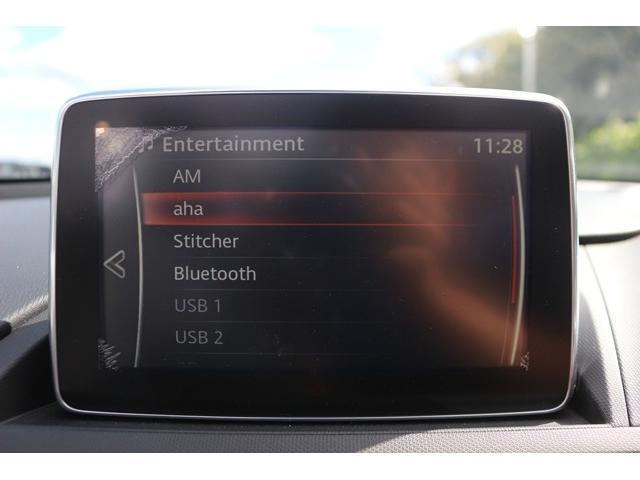 Entertainment 11:28
AM
aha
Stitcher
Bluetooth
USB 1
USB 2